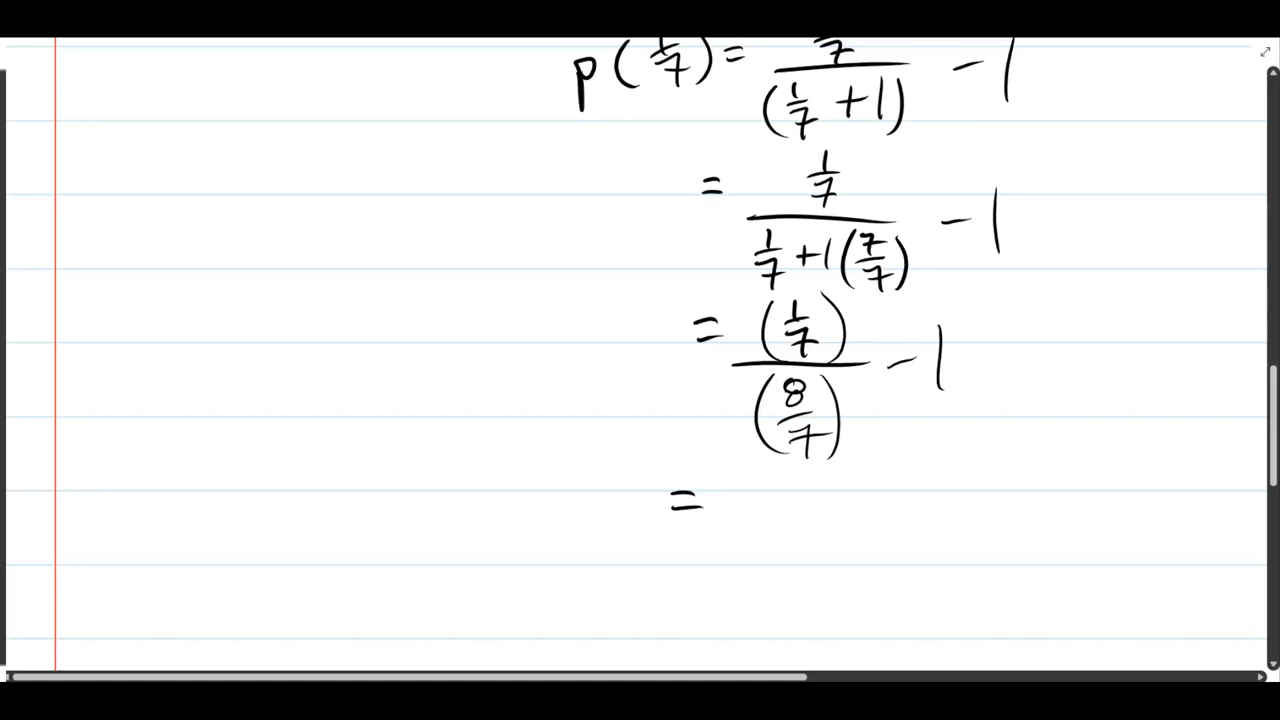 p(1/7) = 1/7 / (1/7 + 1) - 1
= 1/7 / 1/7 + 1(7/7) - 1
= (1/7) / (8/7) - 1
=